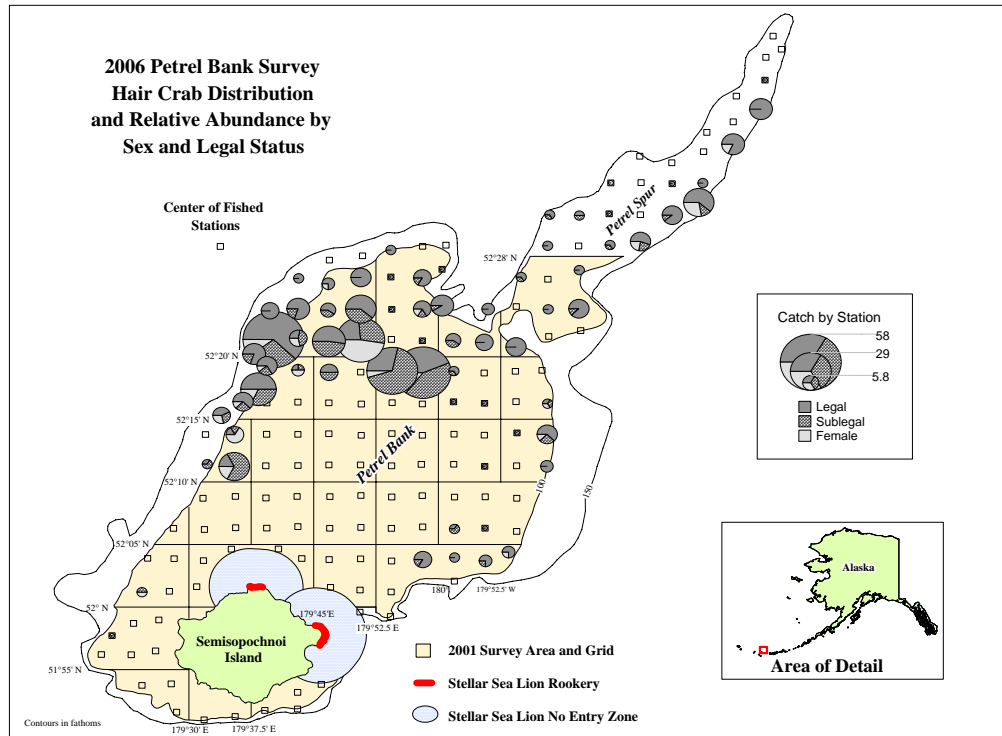 2006 Petrel Bank Survey
Hair Crab Distribution
and Relative Abundance by
Sex and Legal Status
Center of Fished
Stations
Petrel Spur
52°28' N
52°20' N
52°15' N
52°10' N
52°05' N
52° N
51°55' N
Petrel Bank
100
150
180°
179°52.5' W
179°45'E
179°52.5 E
179°30' E
179°37.5' E
Semisopochnoi
Island
Contours in fathoms
2001 Survey Area and Grid
Stellar Sea Lion Rookery
Stellar Sea Lion No Entry Zone
Catch by Station
58
29
5.8
Legal
Sublegal
Female
Alaska
Area of Detail